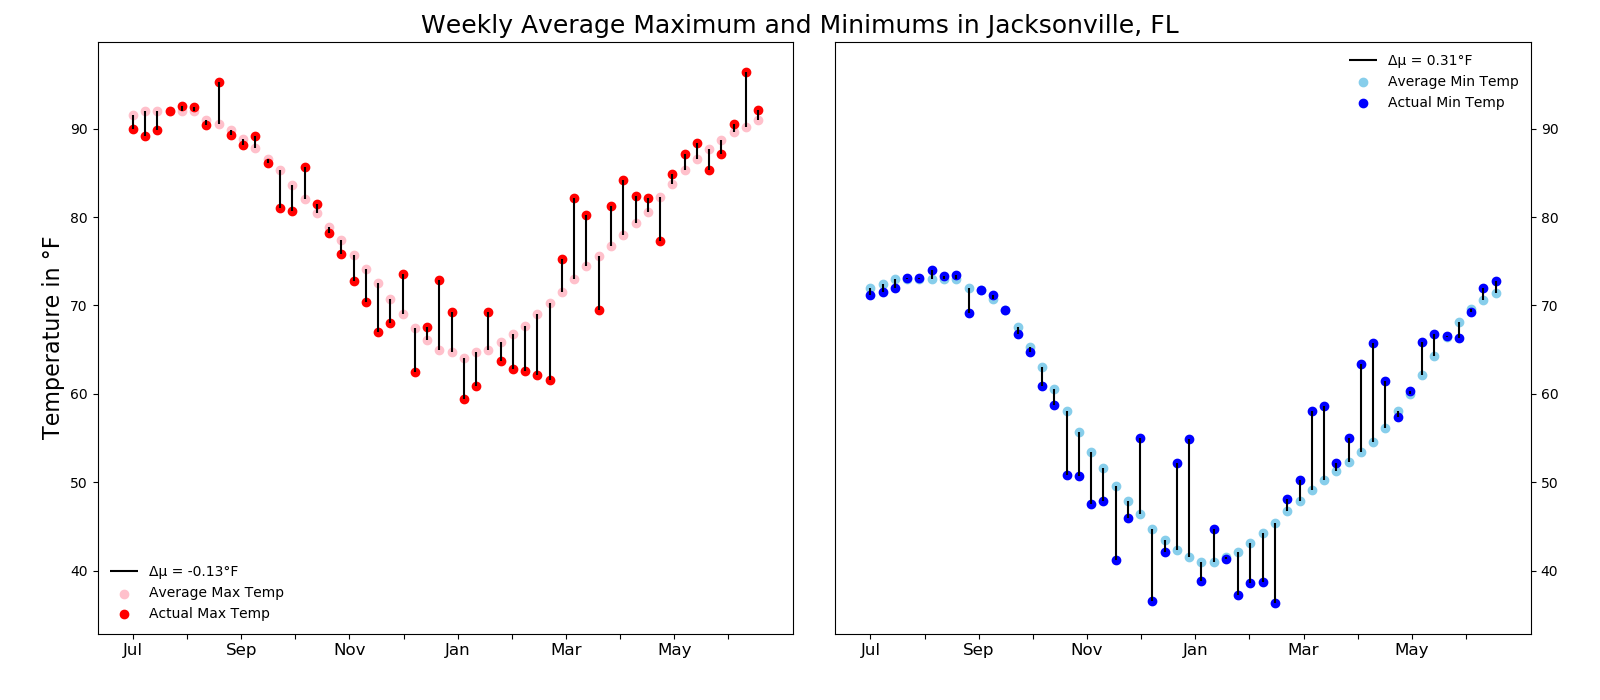 Weekly Average Maximum and Minimums in Jacksonville, FL
Temperature in °F
90
80
70
60
50
40
Δμ = -0.13°F
Average Max Temp
Actual Max Temp
Jul Sep Nov Jan Mar May
Δμ = 0.31°F
Average Min Temp
Actual Min Temp
90
80
70
60
50
40
Jul Sep Nov Jan Mar May